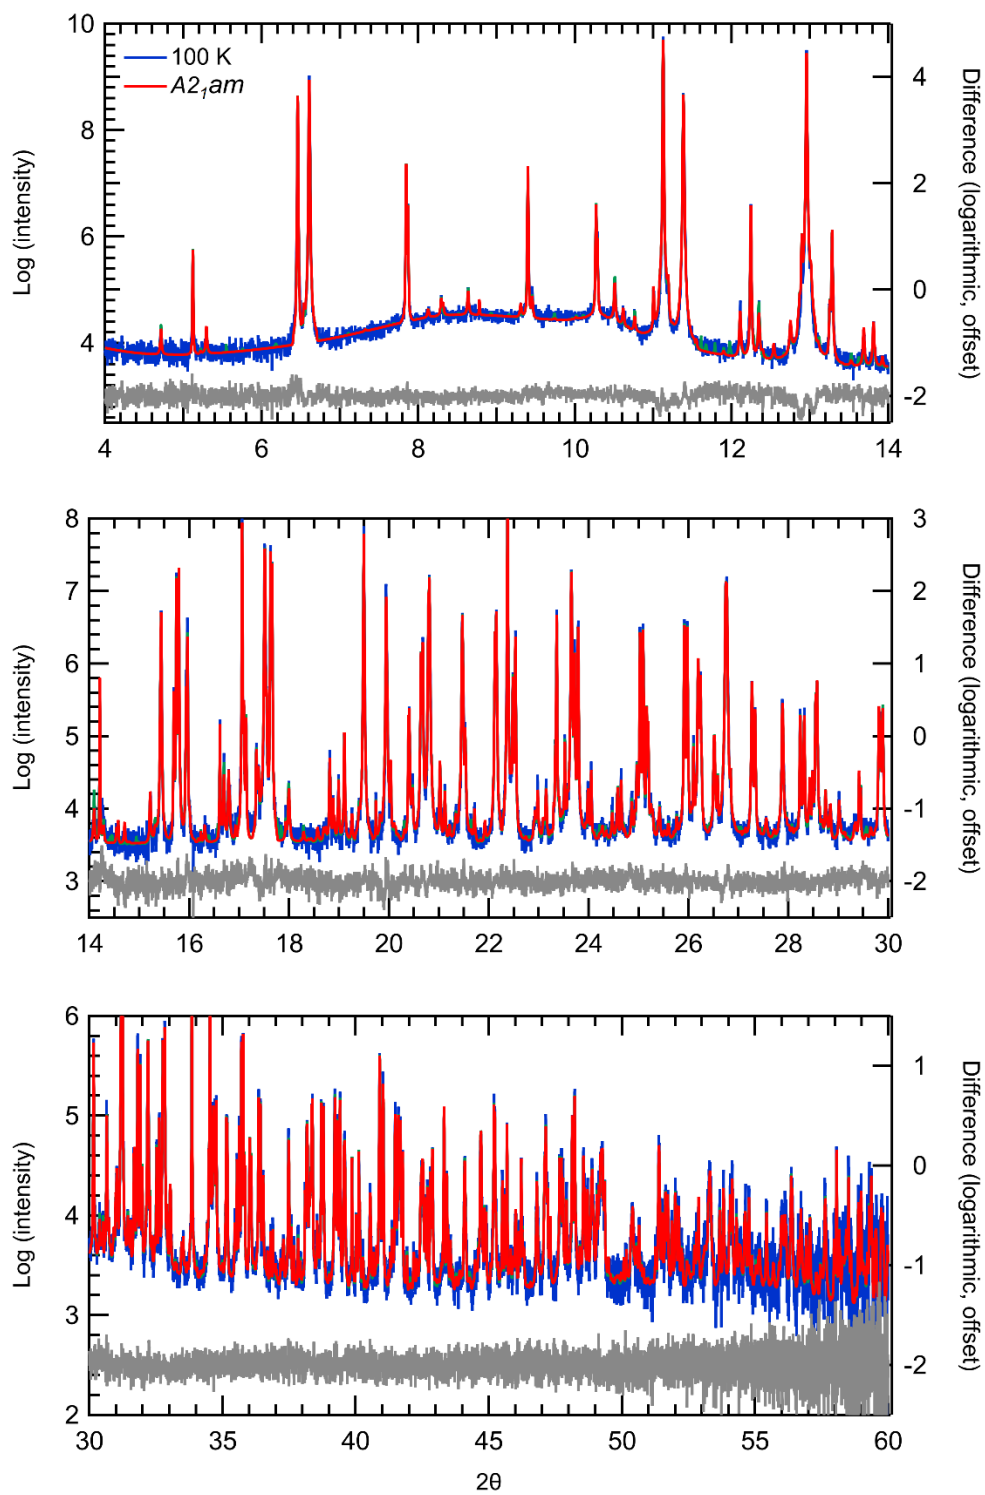 10
8
6
4
Log (intensity)
100 K
A2₁am
4
2
0
-2
Difference (logarithmic, offset)
4 6 8 10 12 14
8
7
6
5
4
3
Log (intensity)
3
2
1
0
-1
-2
Difference (logarithmic, offset)
14 16 18 20 22 24 26 28 30
6
5
4
3
2
Log (intensity)
1
0
-1
-2
Difference (logarithmic, offset)
30 35 40 45 50 55 60
2θ